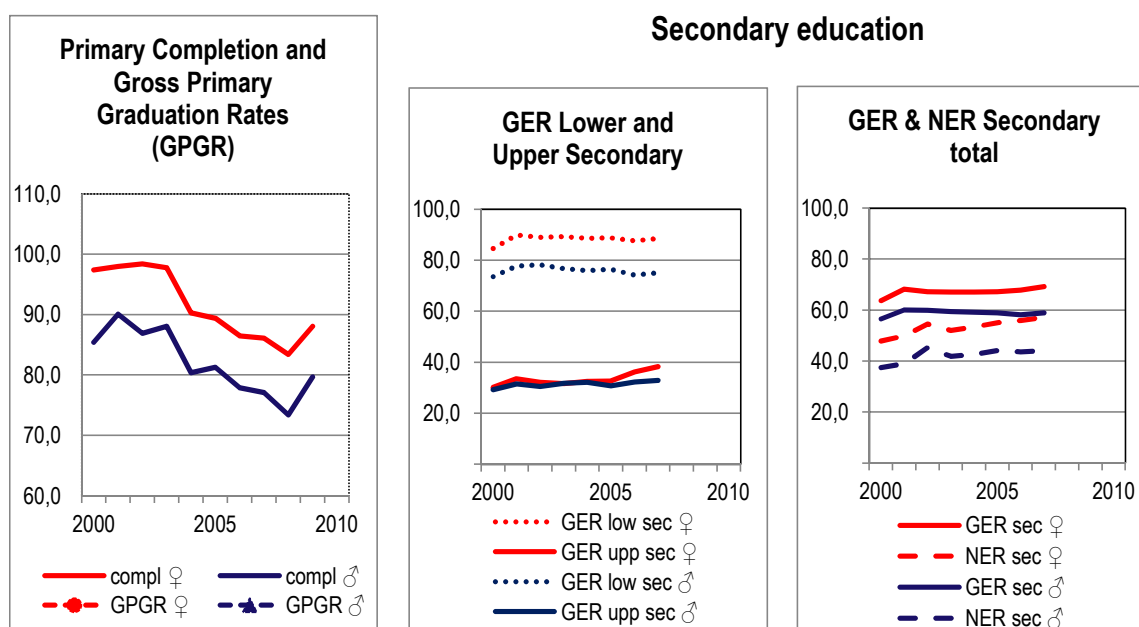 Primary Completion and
Gross Primary
Graduation Rates
(GPGR)
110,0
100,0
90,0
80,0
70,0
60,0
2000 2005 2010
compl ♀ compl ♂
GPGR ♀ GPGR ♂
Secondary education
GER Lower and
Upper Secondary
100,0
80,0
60,0
40,0
20,0
2000 2005 2010
GER low sec ♀
GER upp sec ♀
GER low sec ♂
GER upp sec ♂
GER & NER Secondary
total
100,0
80,0
60,0
40,0
20,0
2000 2005 2010
GER sec ♀
NER sec ♀
GER sec ♂
NER sec ♂